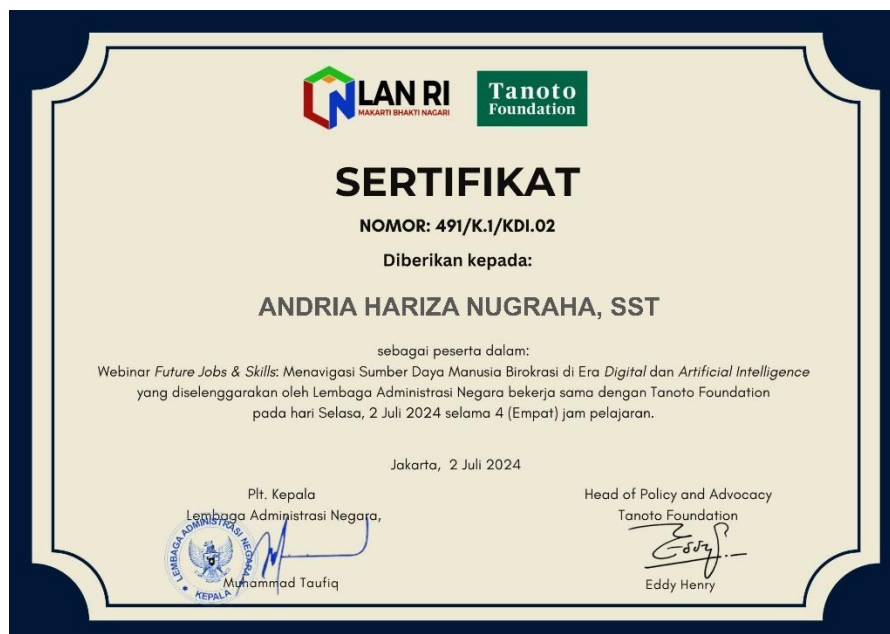 LAN RI
MAKARTI BHAKTI NAGARI
Tanoto
Foundation
SERTIFIKAT
NOMOR: 491/K.1/KDI.02
Diberikan kepada:
ANDRIA HARIZA NUGRAHA, SST
sebagai peserta dalam:
Webinar Future Jobs & Skills: Menavigasi Sumber Daya Manusia Birokrasi di Era Digital dan Artificial Intelligence
yang diselenggarakan oleh Lembaga Administrasi Negara bekerja sama dengan Tanoto Foundation
pada hari Selasa, 2 Juli 2024 selama 4 (Empat) jam pelajaran.
Jakarta, 2 Juli 2024
Plt. Kepala
Lembaga Administrasi Negara,
LEMBAGA ADMINISTRASI NEGARA
KEPALA
Muhammad Taufiq
Head of Policy and Advocacy
Tanoto Foundation
Eddy Henry